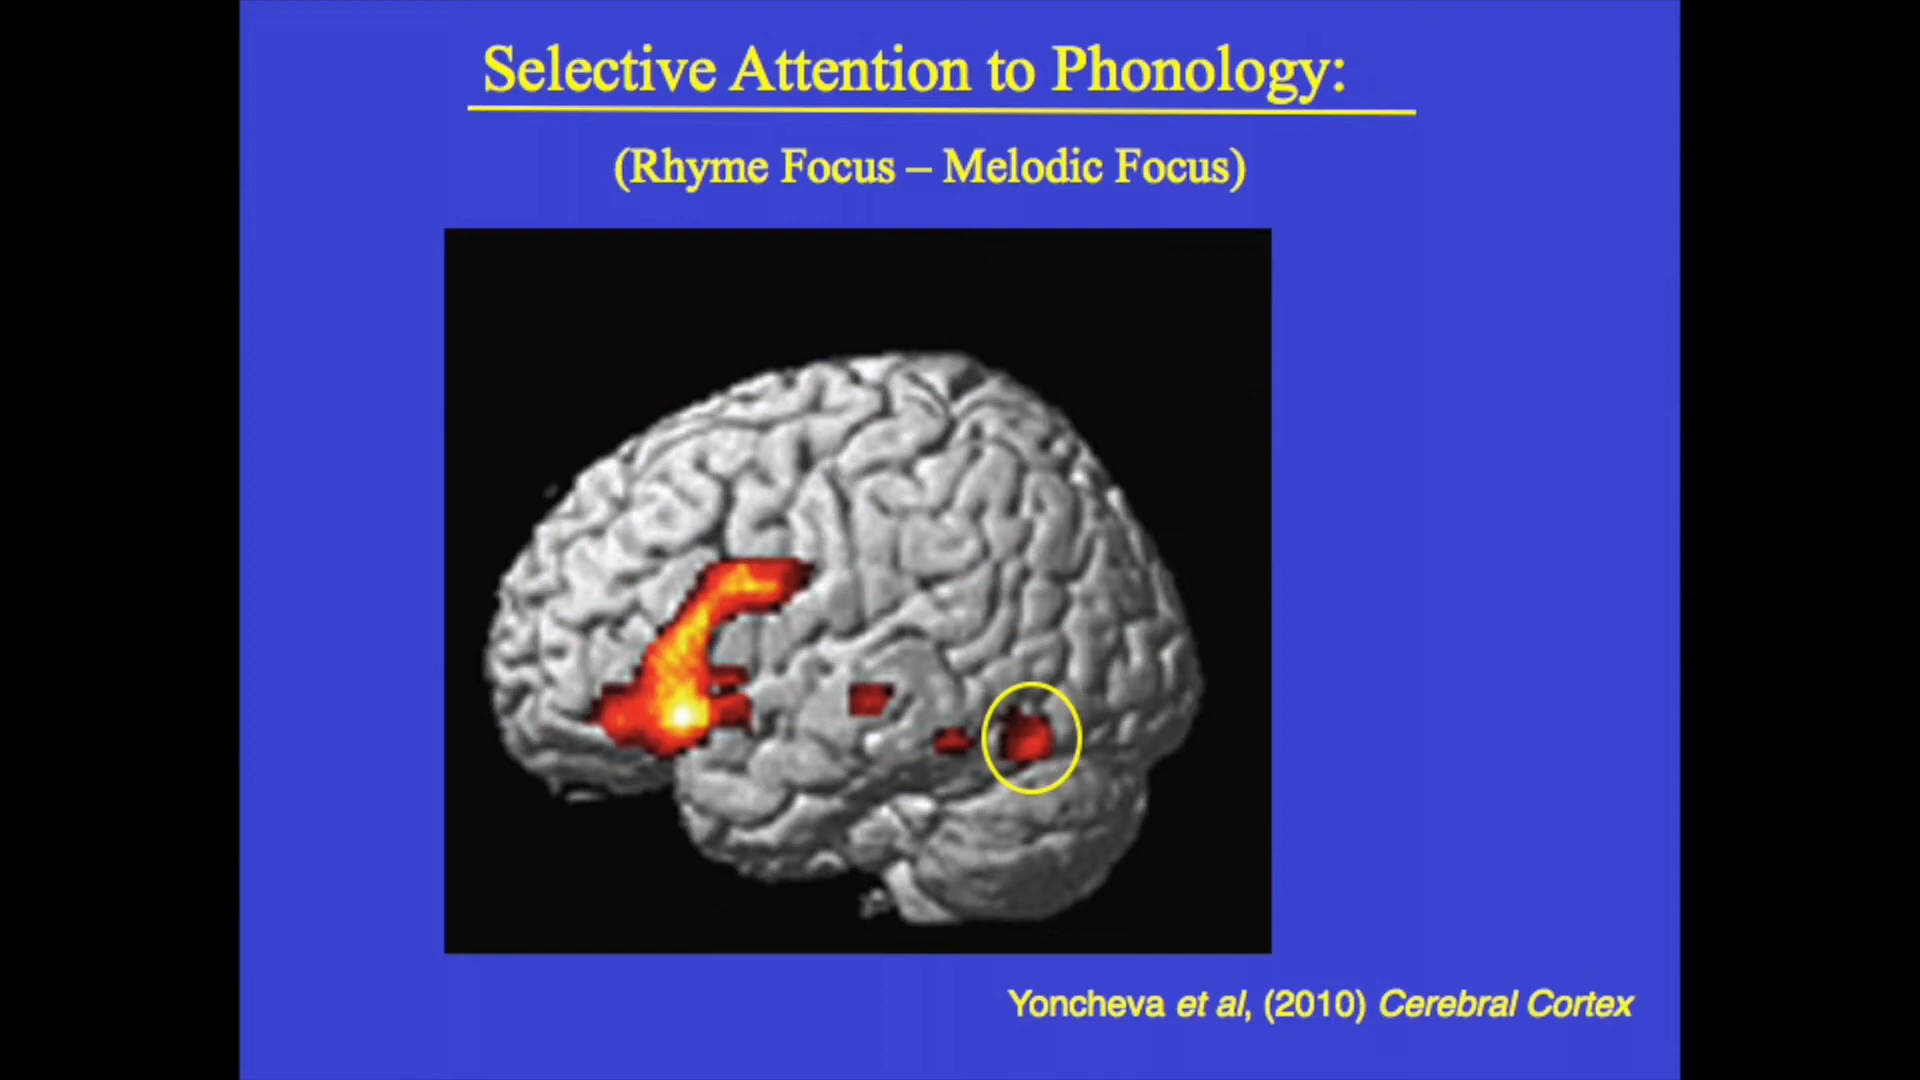 Selective Attention to Phonology:
(Rhyme Focus – Melodic Focus)
Yoncheva et al, (2010) Cerebral Cortex